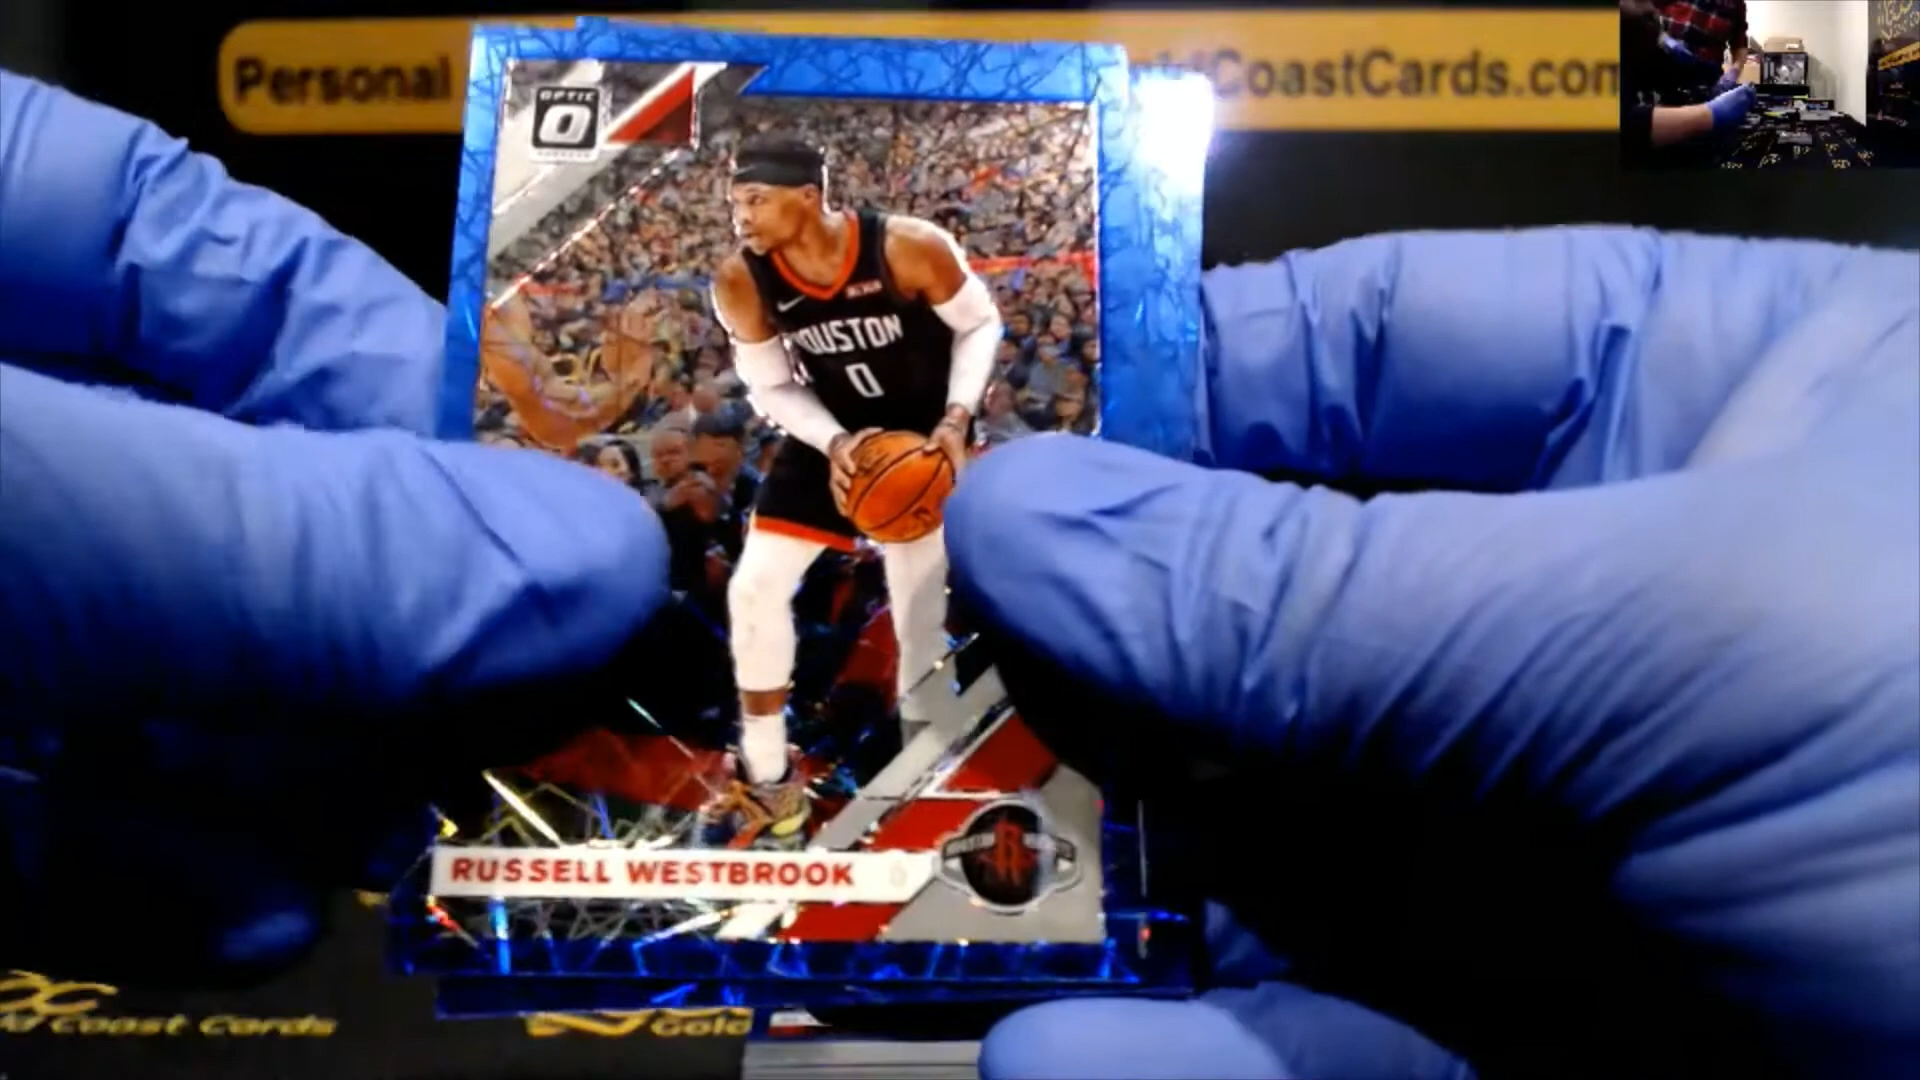 Personal
CoastCards.com
OPTIC
HOUSTON
0
RUSSELL WESTBROOK
Coast Cards
Gold